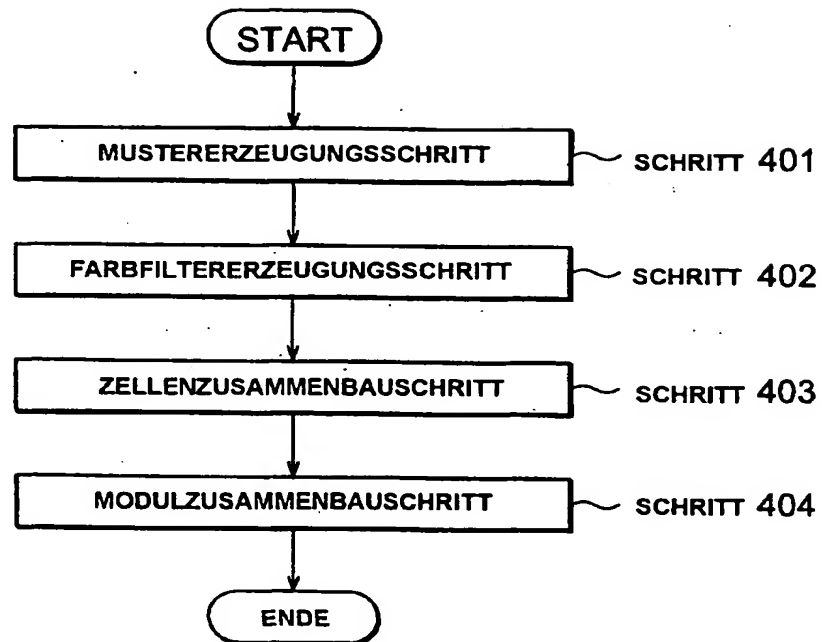 START
MUSTERERZEUGUNGSSCHRITT
SCHRITT 401
FARBFILTERERZEUGUNGSSCHRITT
SCHRITT 402
ZELLENZUSAMMENBAUSCHRITT
SCHRITT 403
MODULZUSAMMENBAUSCHRITT
SCHRITT 404
ENDE